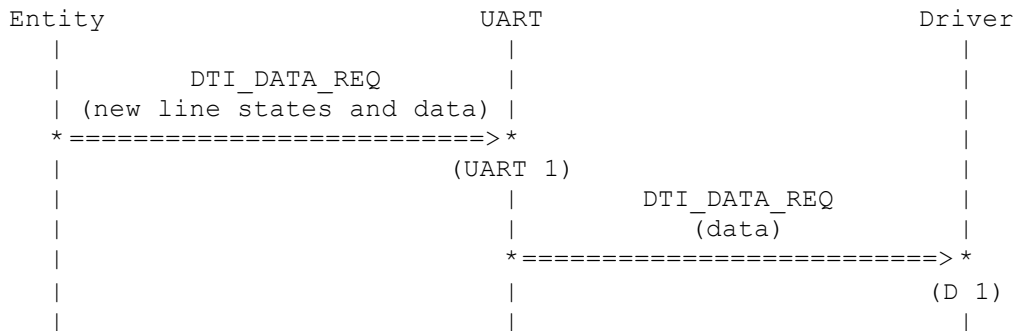 Entity UART Driver
| | |
| DTI_DATA_REQ | |
| (new line states and data) | |
* ==========================> * |
| (UART 1) |
| | DTI_DATA_REQ |
| | (data) |
| * ==========================> *
| | (D 1)
| | |